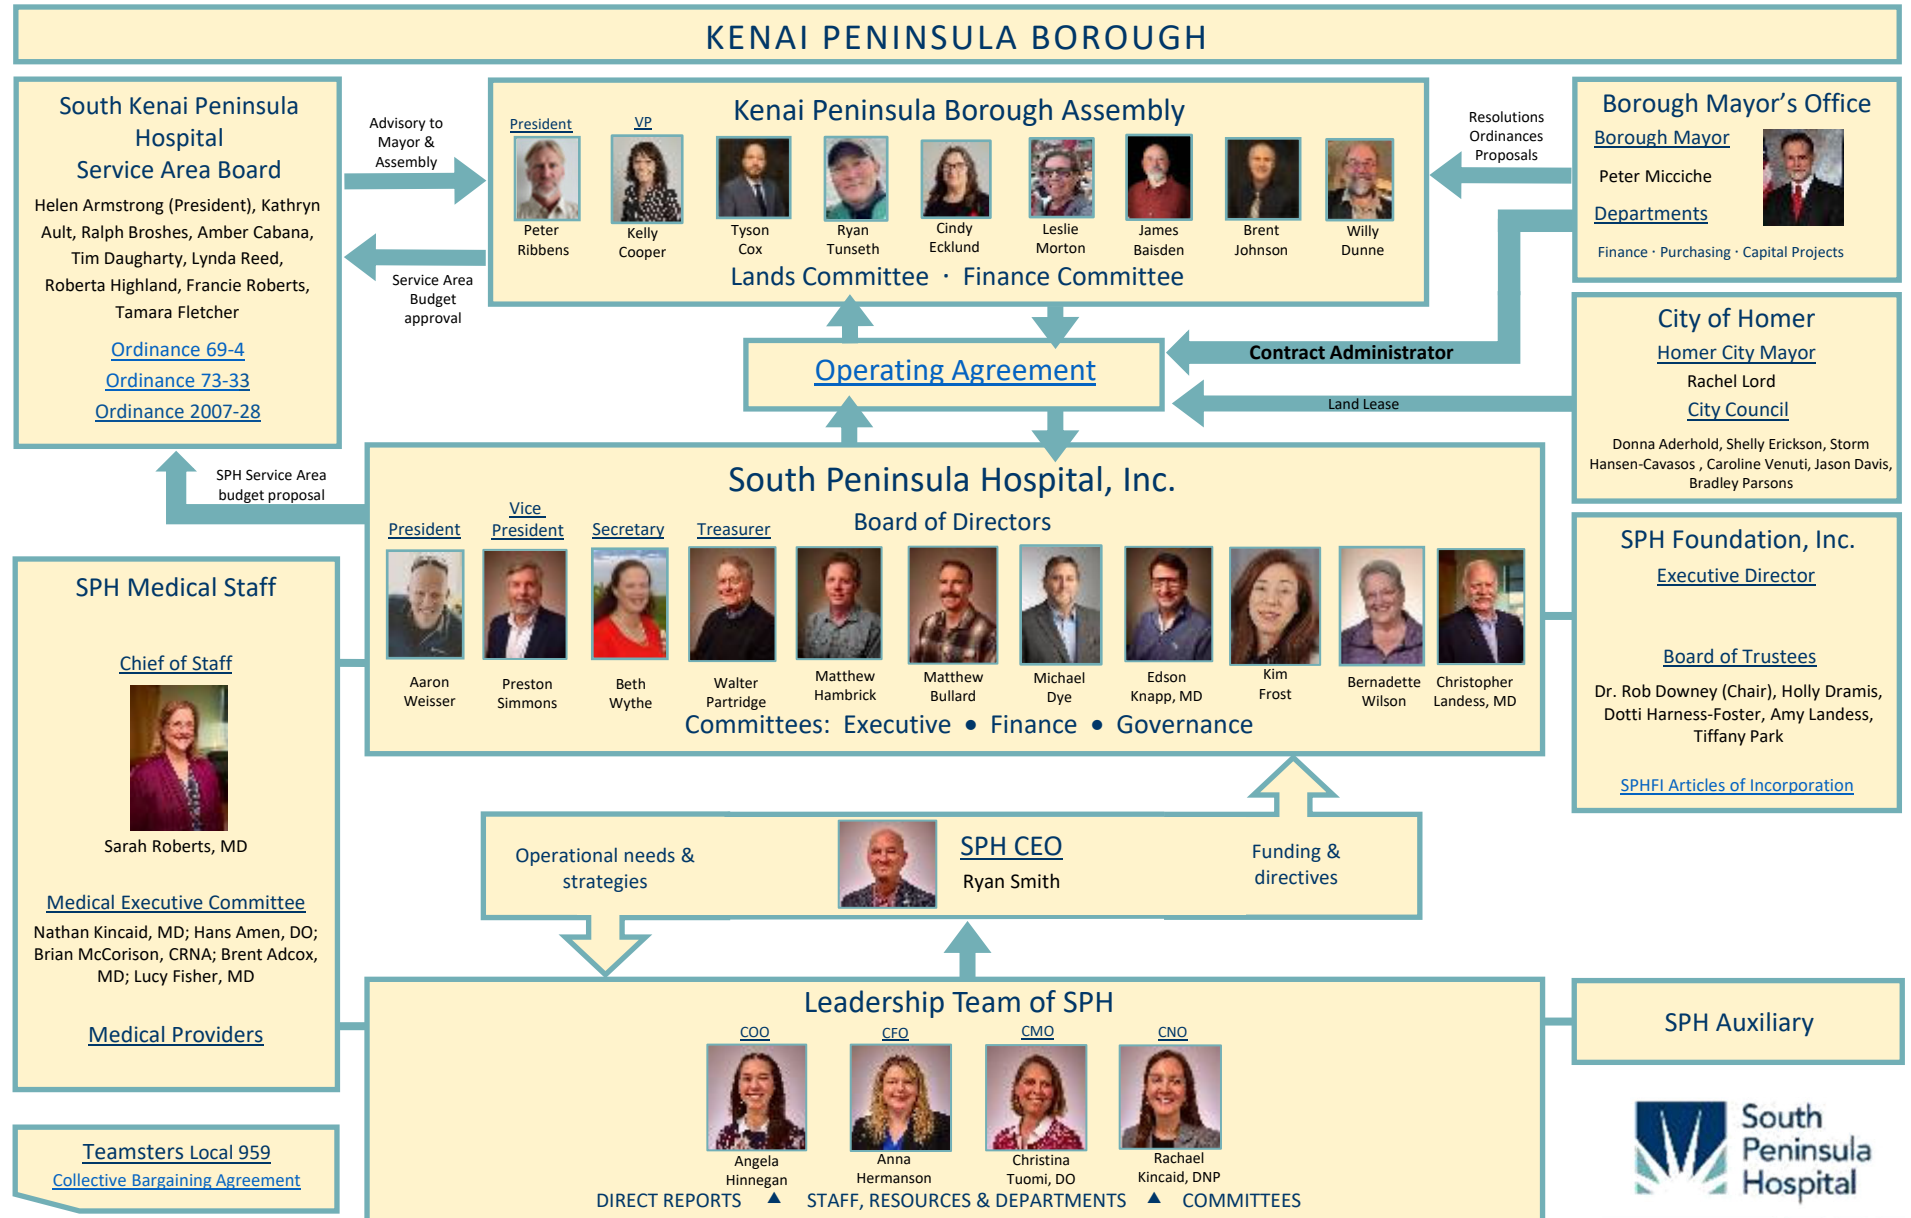 KENAI PENINSULA BOROUGH
South Kenai Peninsula
Hospital
Service Area Board
Helen Armstrong (President), Kathryn
Ault, Ralph Broshes, Amber Cabana,
Tim Daugharty, Lynda Reed,
Roberta Highland, Francie Roberts,
Tamara Fletcher
Ordinance 69-4
Ordinance 73-33
Ordinance 2007-28
Advisory to
Mayor &
Assembly
Service Area
Budget
approval
Kenai Peninsula Borough Assembly
President
VP
Peter
Ribbens
Kelly
Cooper
Tyson
Cox
Ryan
Tunseth
Cindy
Ecklund
Leslie
Morton
James
Baisden
Brent
Johnson
Willy
Dunne
Lands Committee · Finance Committee
Resolutions
Ordinances
Proposals
Borough Mayor's Office
Borough Mayor
Peter Micciche
Departments
Finance · Purchasing · Capital Projects
Operating Agreement
Contract Administrator
Land Lease
City of Homer
Homer City Mayor
Rachel Lord
City Council
Donna Aderhold, Shelly Erickson, Storm
Hansen-Cavasos , Caroline Venuti, Jason Davis,
Bradley Parsons
SPH Service Area
budget proposal
South Peninsula Hospital, Inc.
Board of Directors
President
Vice
President
Secretary
Treasurer
Aaron
Weisser
Preston
Simmons
Beth
Wythe
Walter
Partridge
Matthew
Hambrick
Matthew
Bullard
Michael
Dye
Edson
Knapp, MD
Kim
Frost
Bernadette
Wilson
Christopher
Landess, MD
Committees: Executive ● Finance ● Governance
SPH Medical Staff
Chief of Staff
Sarah Roberts, MD
Medical Executive Committee
Nathan Kincaid, MD; Hans Amen, DO;
Brian McCorison, CRNA; Brent Adcox,
MD; Lucy Fisher, MD
Medical Providers
SPH Foundation, Inc.
Executive Director
Board of Trustees
Dr. Rob Downey (Chair), Holly Dramis,
Dotti Harness-Foster, Amy Landess,
Tiffany Park
SPHFI Articles of Incorporation
Operational needs &
strategies
SPH CEO
Ryan Smith
Funding &
directives
Leadership Team of SPH
COO
CFO
CMO
CNO
Angela
Hinnegan
Anna
Hermanson
Christina
Tuomi, DO
Rachael
Kincaid, DNP
DIRECT REPORTS ▲ STAFF, RESOURCES & DEPARTMENTS ▲ COMMITTEES
SPH Auxiliary
Teamsters Local 959
Collective Bargaining Agreement
South
Peninsula
Hospital